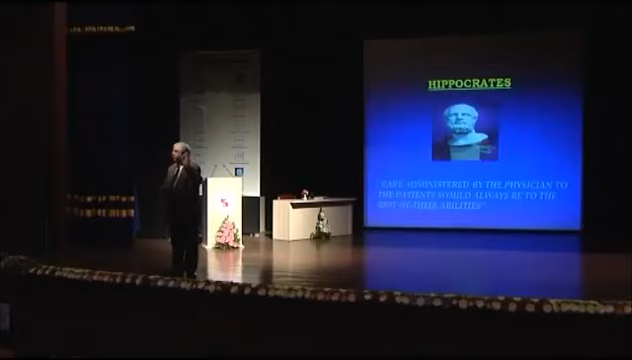 HIPPOCRATES
"CARE ADMINISTERED BY THE PHYSICIAN TO
THE PATIENTS WOULD ALWAYS BE TO THE
BEST OF THEIR ABILITIES"